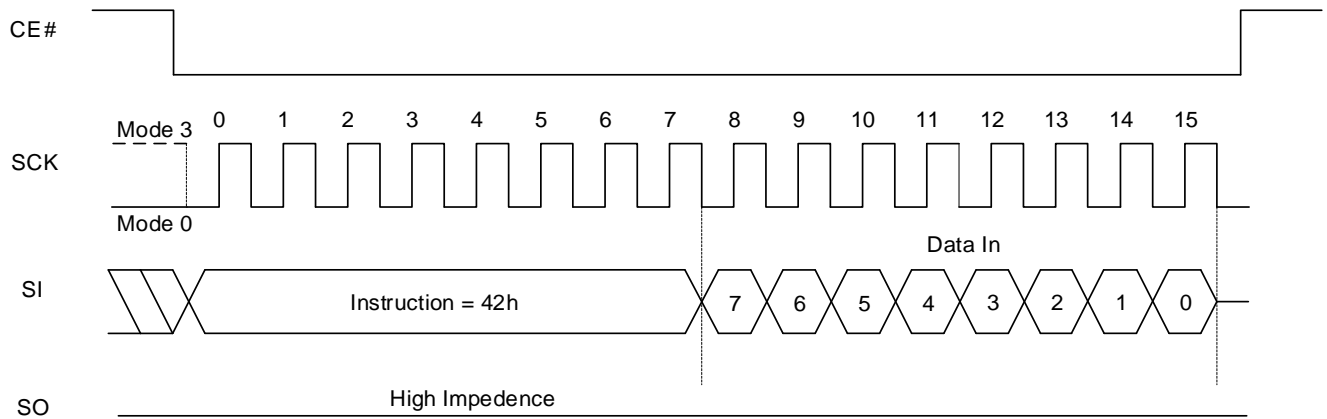 CE#
0 1 2 3 4 5 6 7 8 9 10 11 12 13 14 15
Mode 3
SCK
Mode 0
Data In
SI
Instruction = 42h
7 6 5 4 3 2 1 0
High Impedence
SO